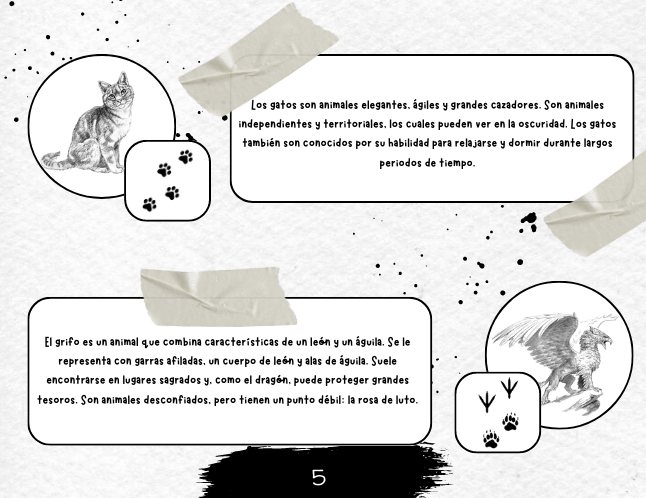 Los gatos son animales elegantes, ágiles y grandes cazadores. Son animales
independientes y territoriales, los cuales pueden ver en la oscuridad. Los gatos
también son conocidos por su habilidad para relajarse y dormir durante largos
periodos de tiempo.
El grifo es un animal que combina características de un león y un águila. Se le
representa con garras afiladas, un cuerpo de león y alas de águila. Suele
encontrarse en lugares sagrados y, como el dragón, puede proteger grandes
tesoros. Son animales desconfiados, pero tienen un punto débil: la rosa de luto.
5